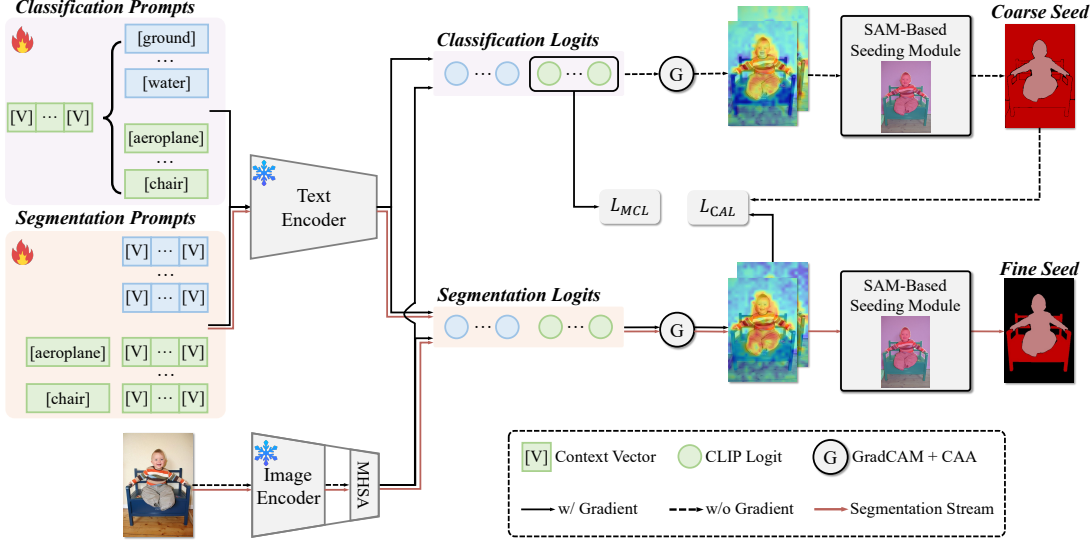 Classification Prompts
[ground]
...
[water]
[V] ... [V]
[aeroplane]
...
[chair]
Segmentation Prompts
[V] ... [V]
...
[V] ... [V]
[aeroplane] [V] ... [V]
...
[chair] [V] ... [V]
Text
Encoder
Image
Encoder
MHSA
Classification Logits
... ...
G
SAM-Based
Seeding Module
Coarse Seed
L_MCL
L_CAL
Segmentation Logits
... ...
G
SAM-Based
Seeding Module
Fine Seed
[V] Context Vector CLIP Logit G GradCAM + CAA
w/ Gradient w/o Gradient Segmentation Stream